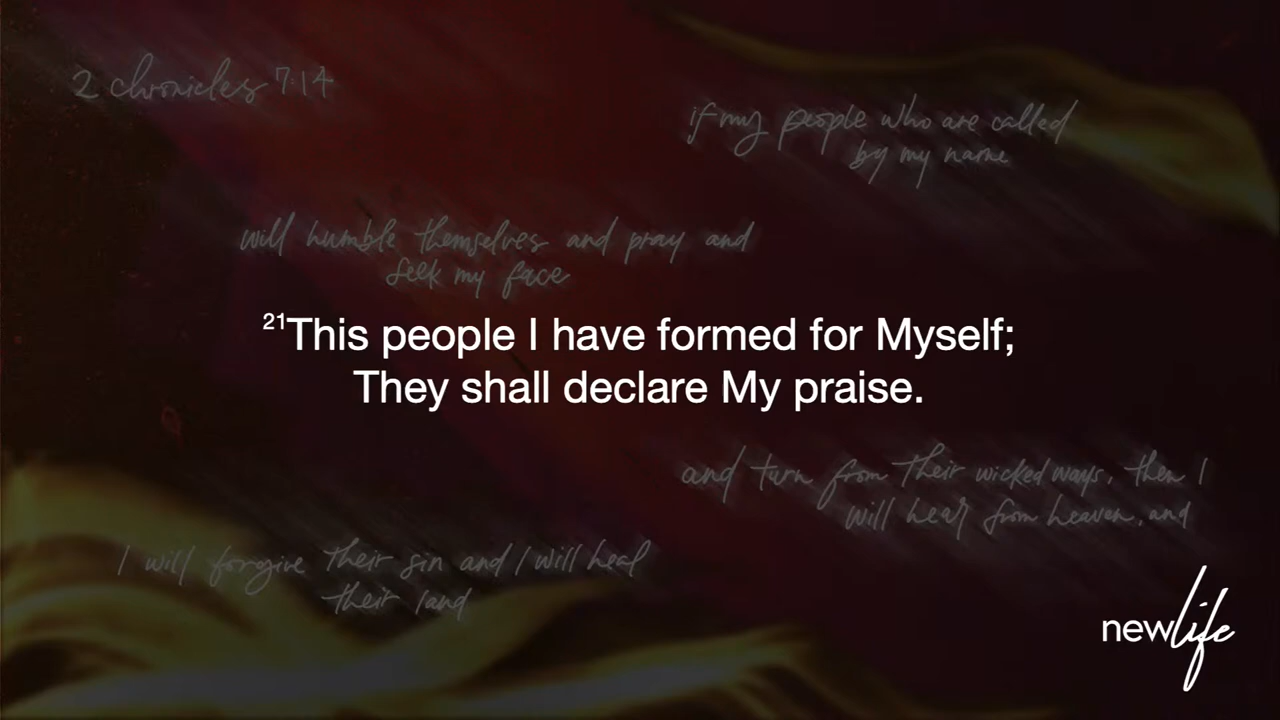 2 chronicles 7:14
if my people who are called
by my name
will humble themselves and pray and
seek my face
21This people I have formed for Myself;
They shall declare My praise.
and turn from their wicked ways, then I
will hear from heaven, and
I will forgive their sin and I will heal
their land
newlife